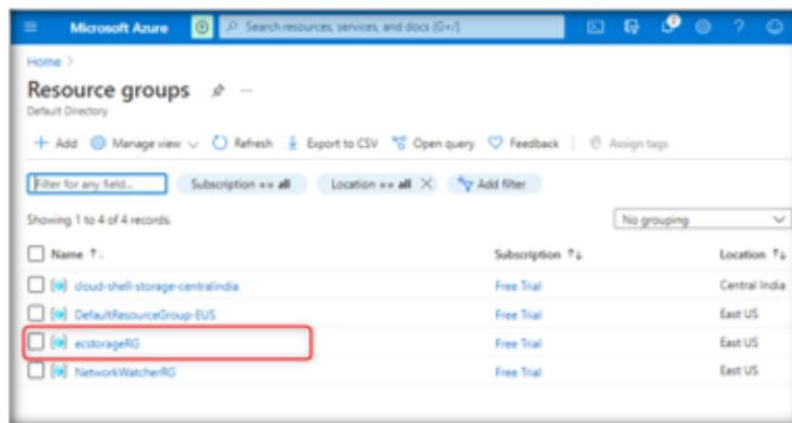 Microsoft Azure Search resources, services, and docs (G+/)
Home >
Resource groups
Default Directory
+ Add Manage view Refresh Export to CSV Open query Feedback Assign tags
Filter for any field... Subscription == all Location == all Add filter
Showing 1 to 4 of 4 records. No grouping
Name Subscription Location
cloud-shell-storage-centralindia Free Trial Central India
DefaultResourceGroup-EUS Free Trial East US
ecstorageRG Free Trial East US
NetworkWatcherRG Free Trial East US